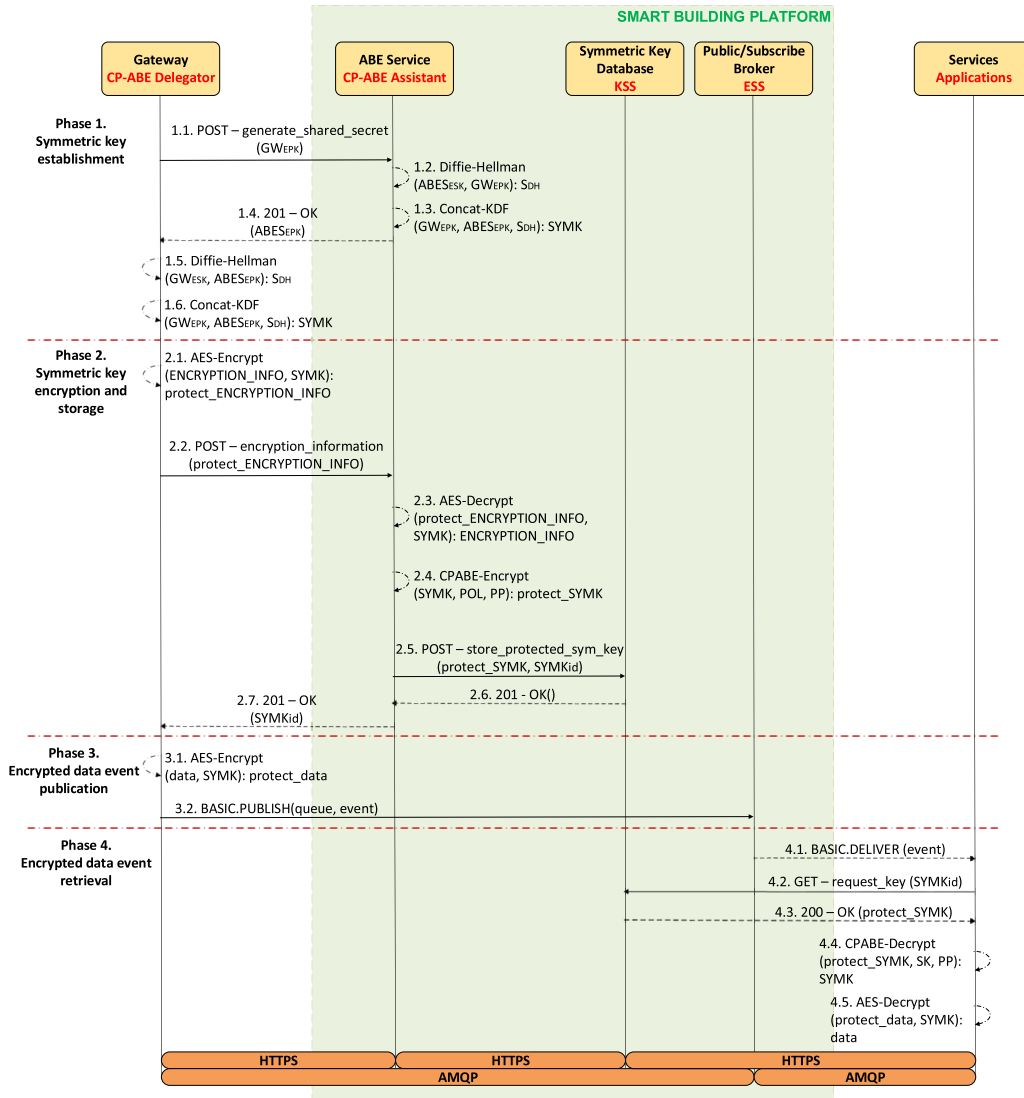 SMART BUILDING PLATFORM
Gateway
CP-ABE Delegator
ABE Service
CP-ABE Assistant
Symmetric Key
Database
KSS
Public/Subscribe
Broker
ESS
Services
Applications
Phase 1.
Symmetric key
establishment
1.1. POST – generate_shared_secret
(GWEPK)
1.2. Diffie-Hellman
(ABESESK, GWEPK): SDH
1.3. Concat-KDF
(GWEPK, ABESEPK, SDH): SYMK
1.4. 201 – OK
(ABESEPK)
1.5. Diffie-Hellman
(GWESK, ABESEPK): SDH
1.6. Concat-KDF
(GWEPK, ABESEPK, SDH): SYMK
Phase 2.
Symmetric key
encryption and
storage
2.1. AES-Encrypt
(ENCRYPTION_INFO, SYMK):
protect_ENCRYPTION_INFO
2.2. POST – encryption_information
(protect_ENCRYPTION_INFO)
2.3. AES-Decrypt
(protect_ENCRYPTION_INFO,
SYMK): ENCRYPTION_INFO
2.4. CPABE-Encrypt
(SYMK, POL, PP): protect_SYMK
2.5. POST – store_protected_sym_key
(protect_SYMK, SYMKid)
2.6. 201 - OK()
2.7. 201 – OK
(SYMKid)
Phase 3.
Encrypted data event
publication
3.1. AES-Encrypt
(data, SYMK): protect_data
3.2. BASIC.PUBLISH(queue, event)
Phase 4.
Encrypted data event
retrieval
4.1. BASIC.DELIVER (event)
4.2. GET – request_key (SYMKid)
4.3. 200 – OK (protect_SYMK)
4.4. CPABE-Decrypt
(protect_SYMK, SK, PP):
SYMK
4.5. AES-Decrypt
(protect_data, SYMK):
data
HTTPS
HTTPS
HTTPS
AMQP
AMQP